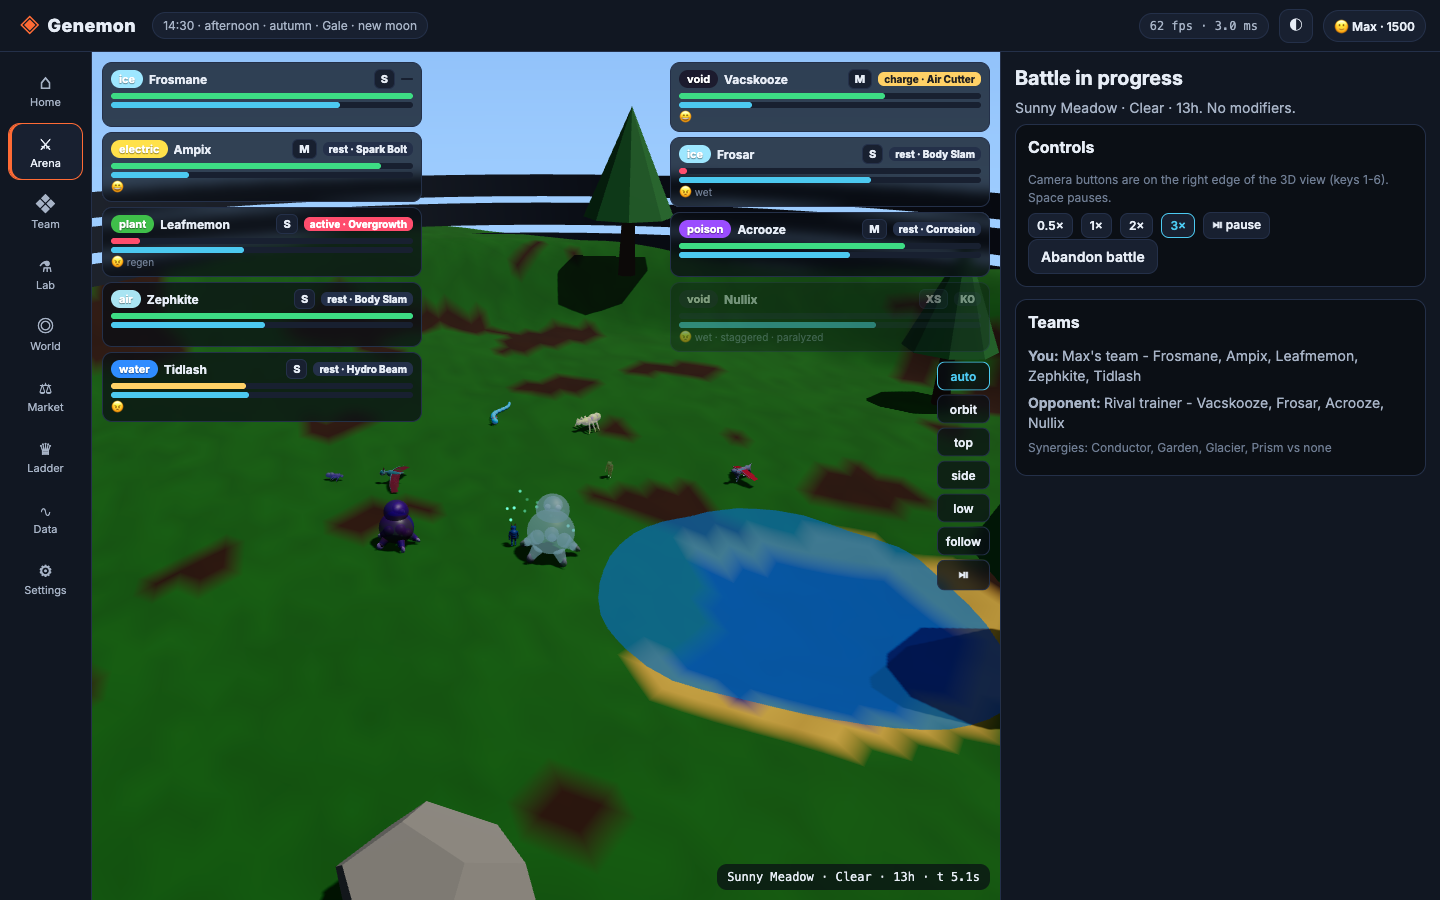 Genemon
14:30 · afternoon · autumn · Gale · new moon
62 fps · 3.0 ms
Max · 1500
Home
Arena
Team
Lab
World
Market
Ladder
Data
Settings
ice Frosmane S —
electric Ampix M rest · Spark Bolt
plant Leafmemon S active · Overgrowth
regen
air Zephkite S rest · Body Slam
water Tidlash S rest · Hydro Beam
void Vacskooze M charge · Air Cutter
ice Frosar S rest · Body Slam
wet
poison Acrooze M rest · Corrosion
void Nullix XS KO
wet · staggered · paralyzed
auto
orbit
top
side
low
follow
Sunny Meadow · Clear · 13h · t 5.1s
Battle in progress
Sunny Meadow · Clear · 13h. No modifiers.
Controls
Camera buttons are on the right edge of the 3D view (keys 1-6).
Space pauses.
0.5× 1× 2× 3× pause
Abandon battle
Teams
You: Max's team - Frosmane, Ampix, Leafmemon,
Zephkite, Tidlash
Opponent: Rival trainer - Vacskooze, Frosar, Acrooze,
Nullix
Synergies: Conductor, Garden, Glacier, Prism vs none